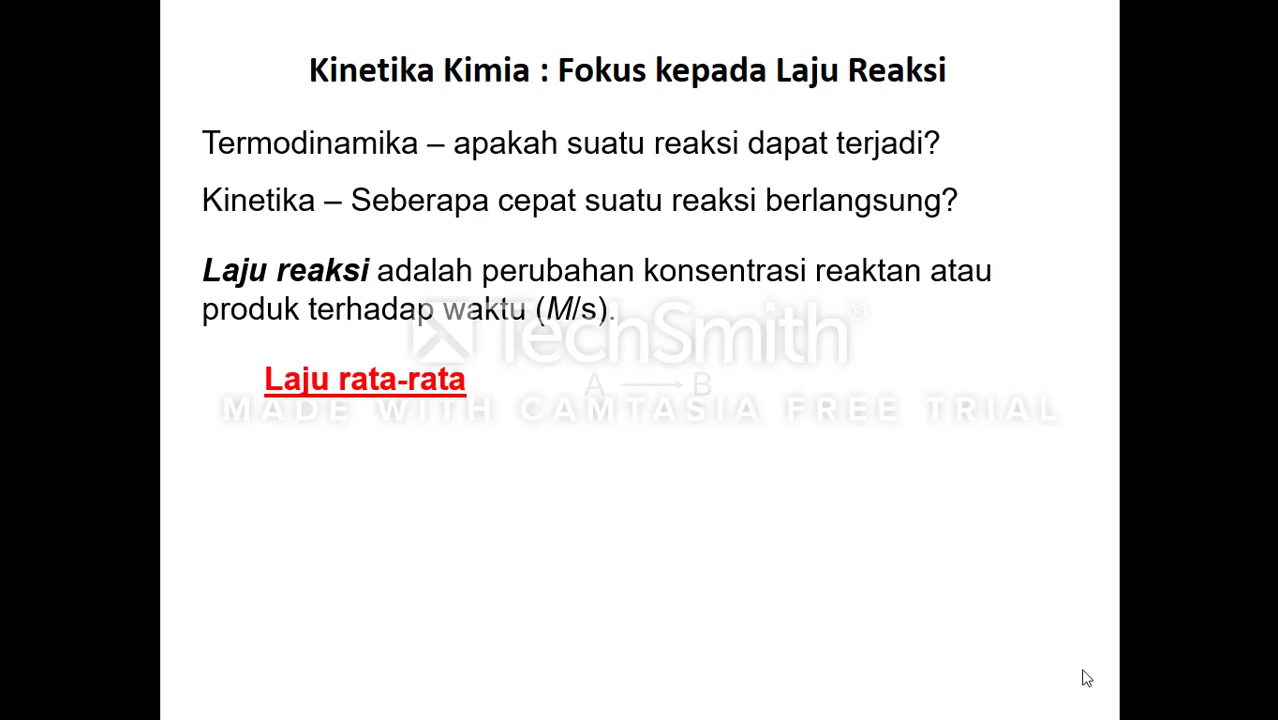 Kinetika Kimia : Fokus kepada Laju Reaksi
Termodinamika – apakah suatu reaksi dapat terjadi?
Kinetika – Seberapa cepat suatu reaksi berlangsung?
Laju reaksi adalah perubahan konsentrasi reaktan atau
produk terhadap waktu (M/s).
TechSmith®
Laju rata-rata A → B
MADE WITH CAMTASIA FREE TRIAL